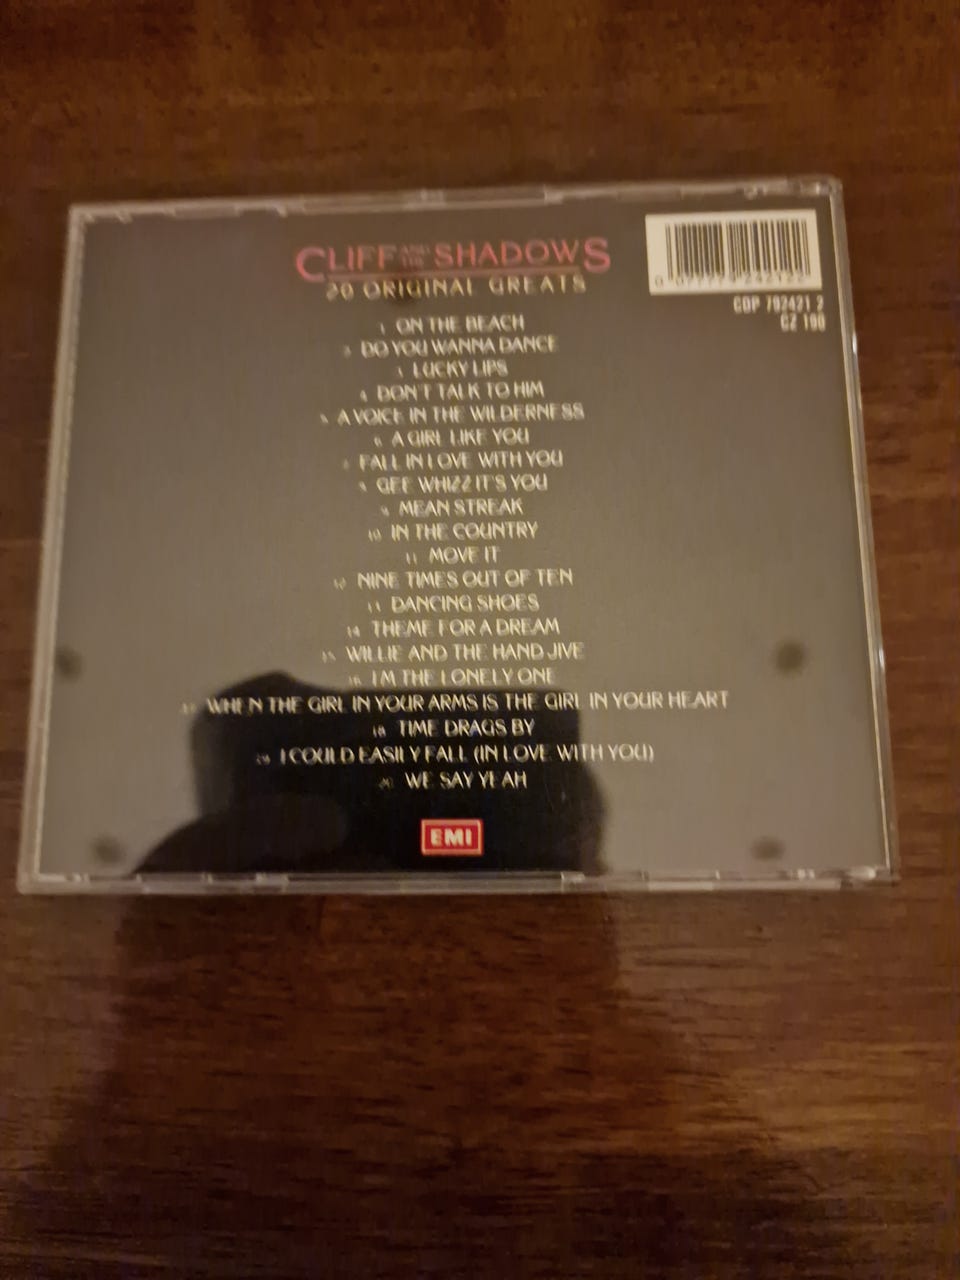 CLIFF AND THE SHADOWS
20 ORIGINAL GREATS
CDP 792421 2
CZ 190
1 ON THE BEACH
2 DO YOU WANNA DANCE
3 LUCKY LIPS
4 DON'T TALK TO HIM
5 A VOICE IN THE WILDERNESS
6 A GIRL LIKE YOU
7 FALL IN LOVE WITH YOU
8 GEE WHIZZ IT'S YOU
9 MEAN STREAK
10 IN THE COUNTRY
11 MOVE IT
12 NINE TIMES OUT OF TEN
13 DANCING SHOES
14 THEME FOR A DREAM
15 WILLIE AND THE HAND JIVE
16 I'M THE LONELY ONE
17 WHEN THE GIRL IN YOUR ARMS IS THE GIRL IN YOUR HEART
18 TIME DRAGS BY
19 I COULD EASILY FALL (IN LOVE WITH YOU)
20 WE SAY YEAH
EMI